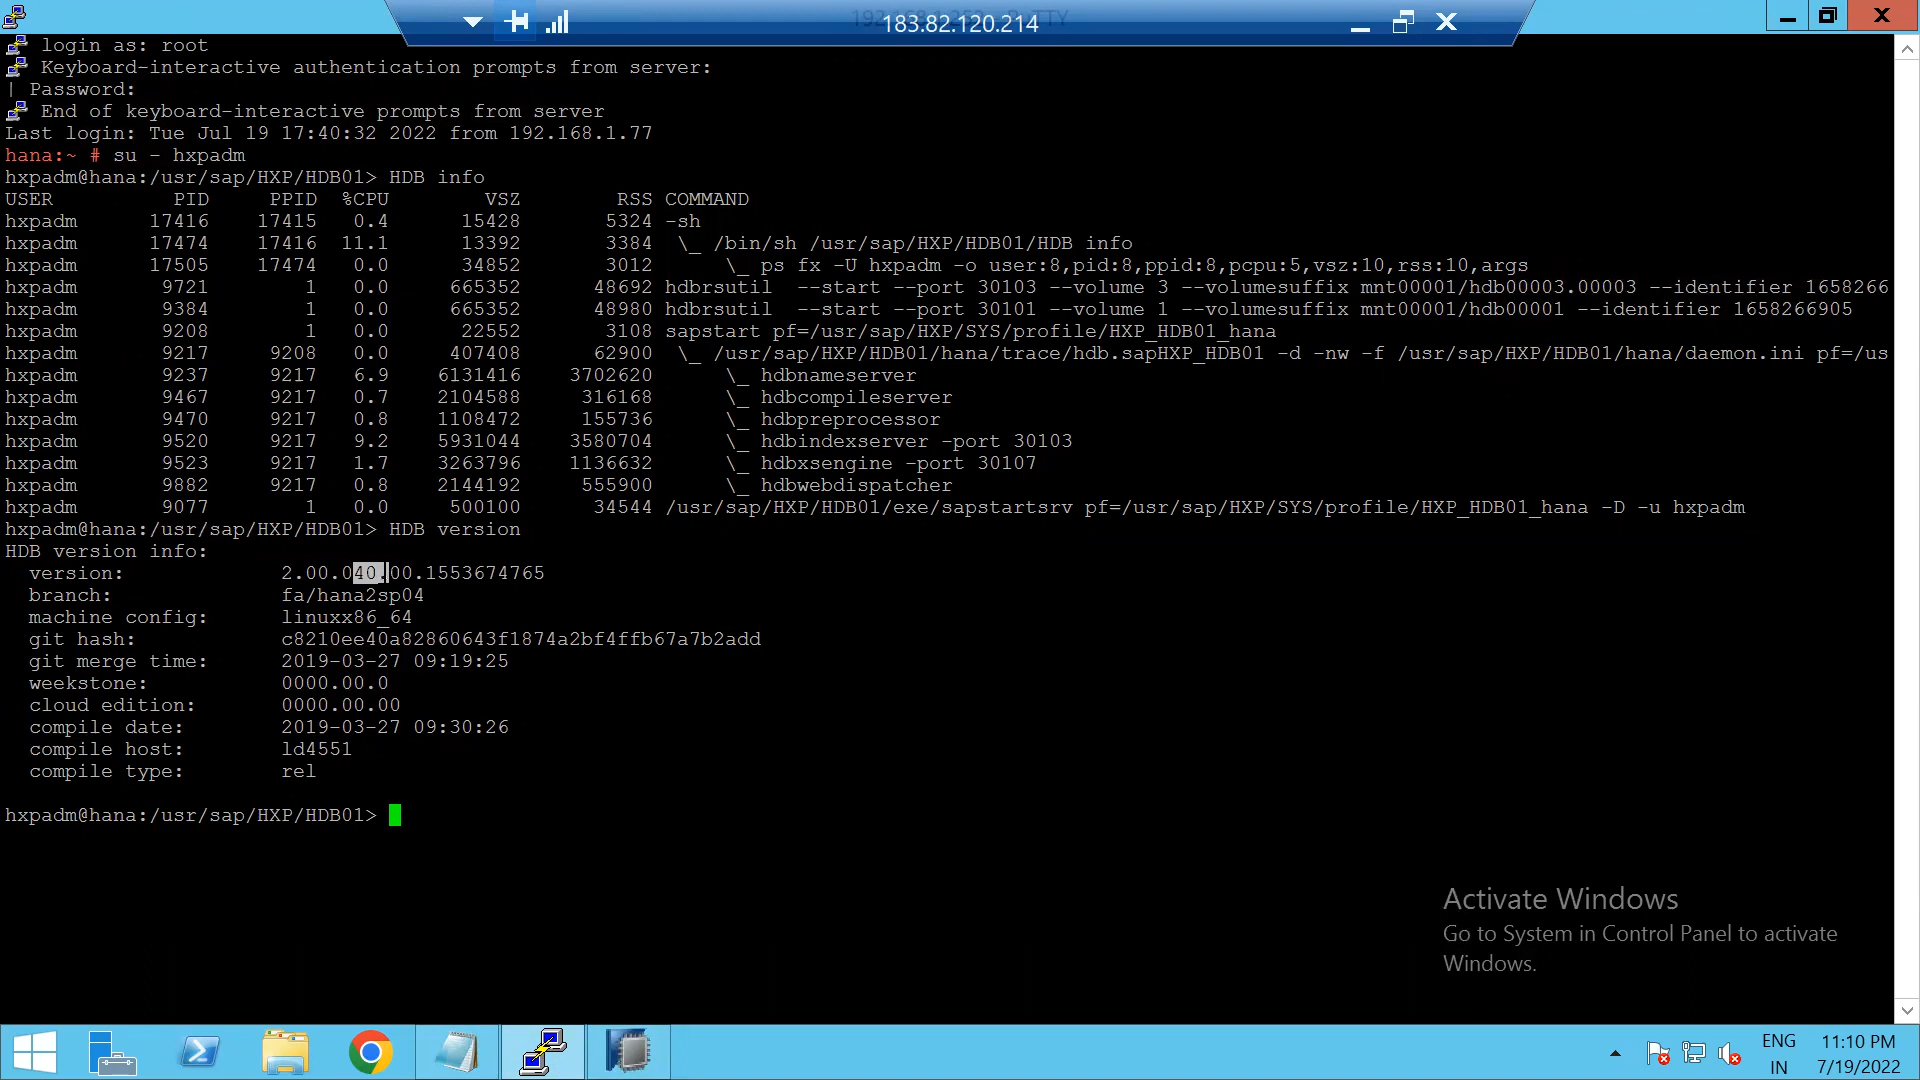 183.82.120.214
login as: root
Keyboard-interactive authentication prompts from server:
| Password:
End of keyboard-interactive prompts from server
Last login: Tue Jul 19 17:40:32 2022 from 192.168.1.77
hana:~ # su - hxpadm
hxpadm@hana:/usr/sap/HXP/HDB01> HDB info
USER PID PPID %CPU VSZ RSS COMMAND
hxpadm 17416 17415 0.4 15428 5324 -sh
hxpadm 17474 17416 11.1 13392 3384 \_ /bin/sh /usr/sap/HXP/HDB01/HDB info
hxpadm 17505 17474 0.0 34852 3012 \_ ps fx -U hxpadm -o user:8,pid:8,ppid:8,pcpu:5,vsz:10,rss:10,args
hxpadm 9721 1 0.0 665352 48692 hdbrsutil --start --port 30103 --volume 3 --volumesuffix mnt00001/hdb00003.00003 --identifier 1658266
hxpadm 9384 1 0.0 665352 48980 hdbrsutil --start --port 30101 --volume 1 --volumesuffix mnt00001/hdb00001 --identifier 1658266905
hxpadm 9208 1 0.0 22552 3108 sapstart pf=/usr/sap/HXP/SYS/profile/HXP_HDB01_hana
hxpadm 9217 9208 0.0 407408 62900 \_ /usr/sap/HXP/HDB01/hana/trace/hdb.sapHXP_HDB01 -d -nw -f /usr/sap/HXP/HDB01/hana/daemon.ini pf=/us
hxpadm 9237 9217 6.9 6131416 3702620 \_ hdbnameserver
hxpadm 9467 9217 0.7 2104588 316168 \_ hdbcompileserver
hxpadm 9470 9217 0.8 1108472 155736 \_ hdbpreprocessor
hxpadm 9520 9217 9.2 5931044 3580704 \_ hdbindexserver -port 30103
hxpadm 9523 9217 1.7 3263796 1136632 \_ hdbxsengine -port 30107
hxpadm 9882 9217 0.8 2144192 555900 \_ hdbwebdispatcher
hxpadm 9077 1 0.0 500100 34544 /usr/sap/HXP/HDB01/exe/sapstartsrv pf=/usr/sap/HXP/SYS/profile/HXP_HDB01_hana -D -u hxpadm
hxpadm@hana:/usr/sap/HXP/HDB01> HDB version
HDB version info:
version: 2.00.040.00.1553674765
branch: fa/hana2sp04
machine config: linuxx86_64
git hash: c8210ee40a82860643f1874a2bf4ffb67a7b2add
git merge time: 2019-03-27 09:19:25
weekstone: 0000.00.0
cloud edition: 0000.00.00
compile date: 2019-03-27 09:30:26
compile host: ld4551
compile type: rel
hxpadm@hana:/usr/sap/HXP/HDB01>
Activate Windows
Go to System in Control Panel to activate
Windows.
ENG 11:10 PM
IN 7/19/2022